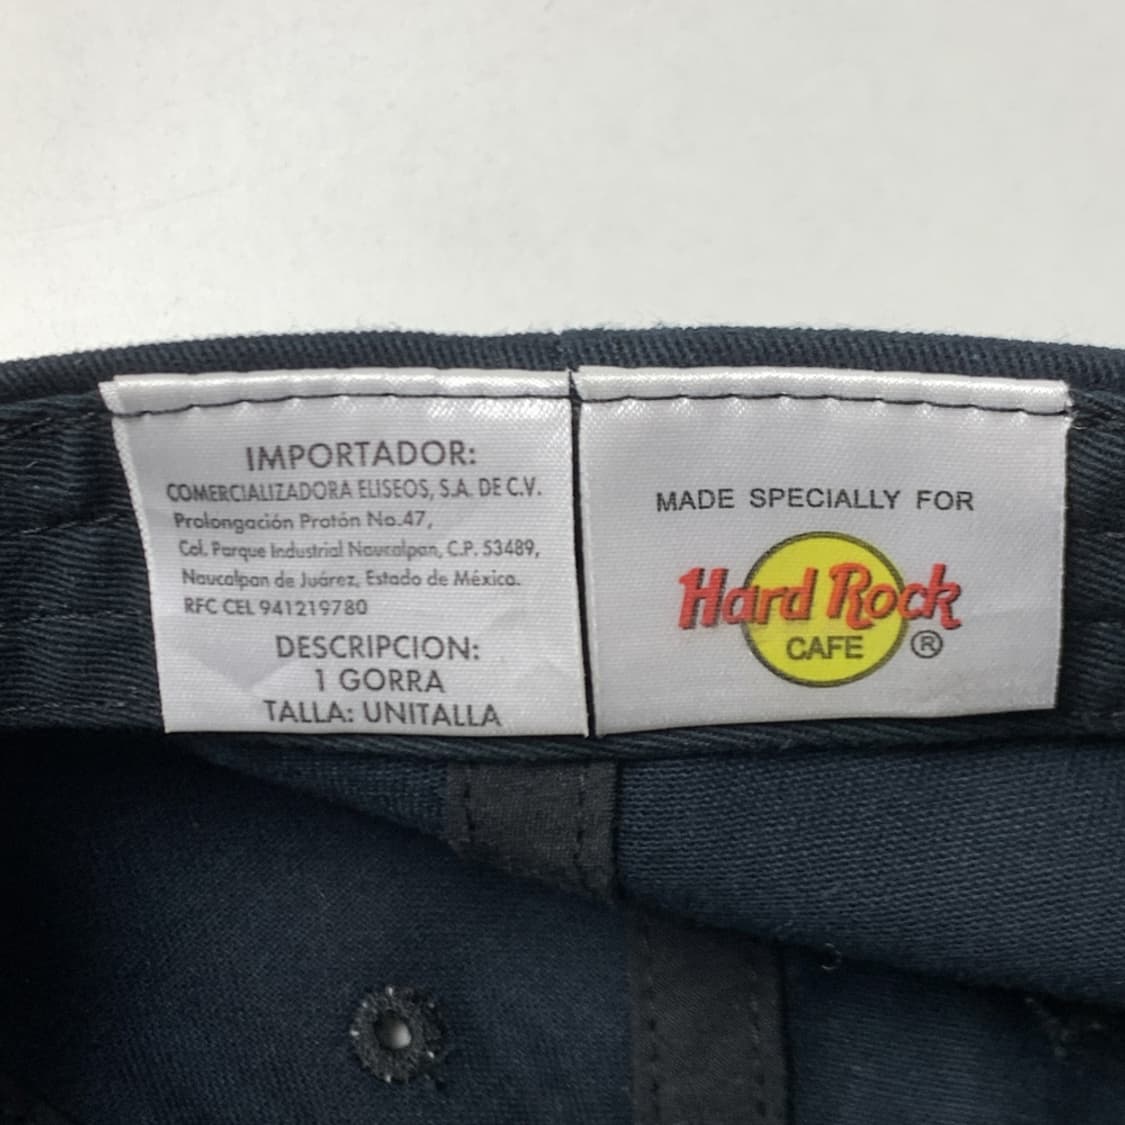 IMPORTADOR:
COMERCIALIZADORA ELISEOS, S.A. DE C.V.
Prolongación Protón No.47,
Col. Parque Industrial Naucalpan, C.P. 53489,
Naucalpan de Juárez, Estado de México.
RFC CEL 941219780
DESCRIPCION:
1 GORRA
TALLA: UNITALLA
MADE SPECIALLY FOR
Hard Rock
CAFE ®